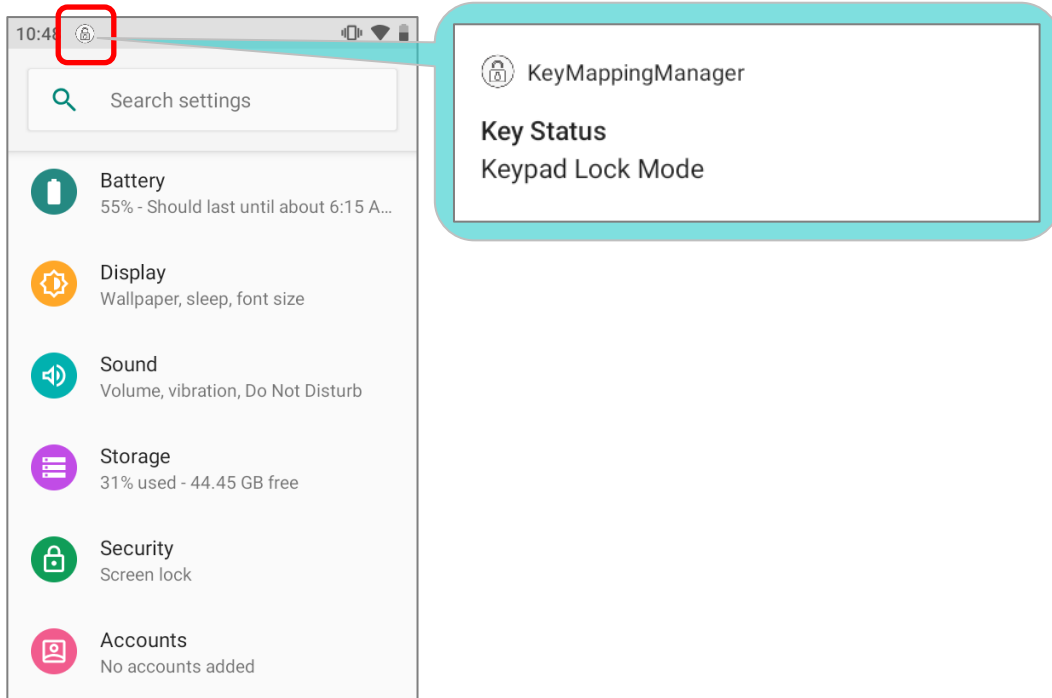 10:48
Search settings
Battery
55% - Should last until about 6:15 A...
Display
Wallpaper, sleep, font size
Sound
Volume, vibration, Do Not Disturb
Storage
31% used - 44.45 GB free
Security
Screen lock
Accounts
No accounts added
KeyMappingManager
Key Status
Keypad Lock Mode